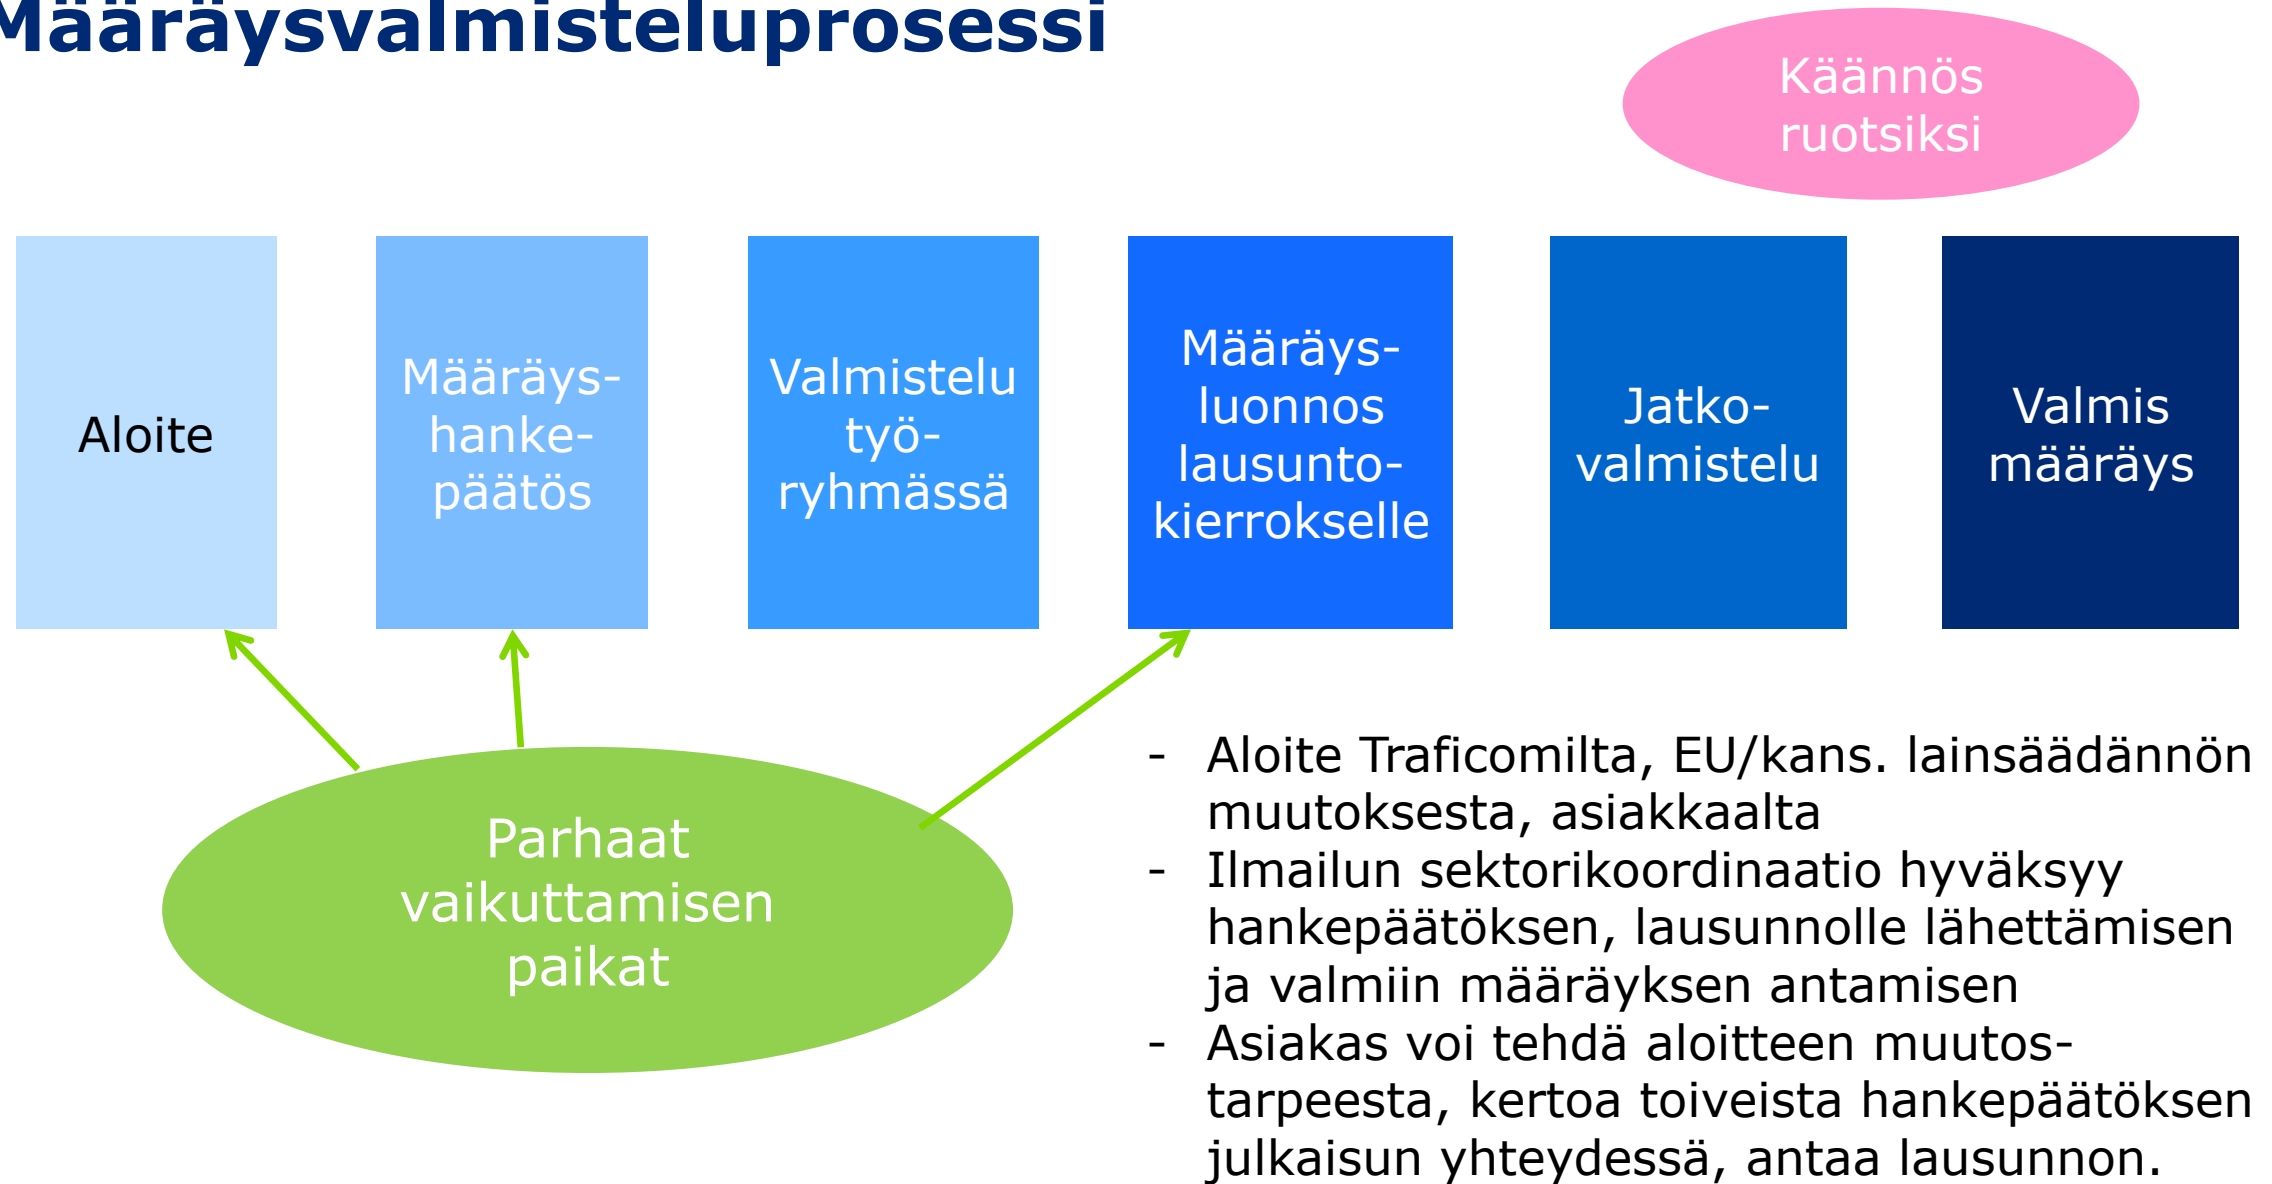 Määräysvalmisteluprosessi
Käännös
ruotsiksi
Aloite
Määräys-
hanke-
päätös
Valmistelu
työ-
ryhmässä
Määräys-
luonnos
lausunto-
kierrokselle
Jatko-
valmistelu
Valmis
määräys
Parhaat
vaikuttamisen
paikat
- Aloite Traficomilta, EU/kans. lainsäädännön
muutoksesta, asiakkaalta
- Ilmailun sektorikoordinaatio hyväksyy
hankepäätöksen, lausunnolle lähettämisen
ja valmiin määräyksen antamisen
- Asiakas voi tehdä aloitteen muutos-
tarpeesta, kertoa toiveista hankepäätöksen
julkaisun yhteydessä, antaa lausunnon.